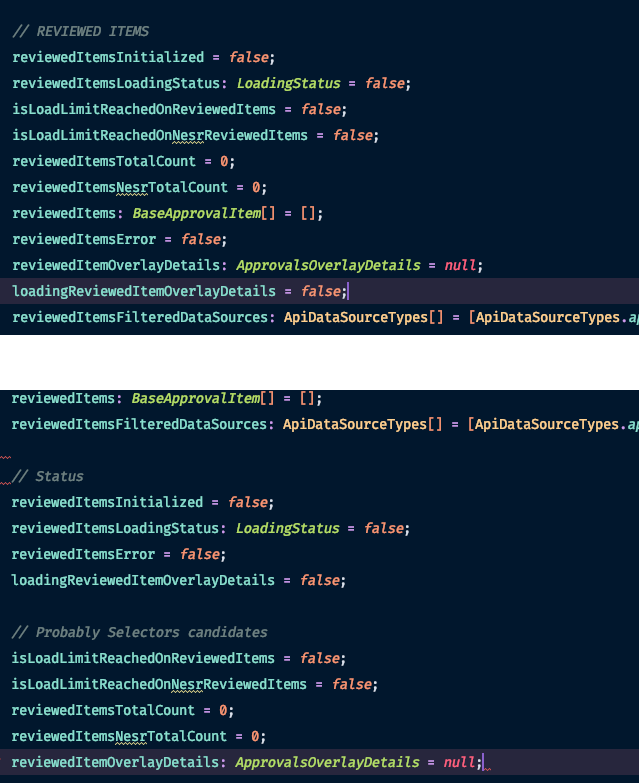 // REVIEWED ITEMS
reviewedItemsInitialized = false;
reviewedItemsLoadingStatus: LoadingStatus = false;
isLoadLimitReachedOnReviewedItems = false;
isLoadLimitReachedOnNesrReviewedItems = false;
reviewedItemsTotalCount = 0;
reviewedItemsNesrTotalCount = 0;
reviewedItems: BaseApprovalItem[] = [];
reviewedItemsError = false;
reviewedItemOverlayDetails: ApprovalsOverlayDetails = null;
loadingReviewedItemOverlayDetails = false;
reviewedItemsFilteredDataSources: ApiDataSourceTypes[] = [ApiDataSourceTypes.ap
reviewedItems: BaseApprovalItem[] = [];
reviewedItemsFilteredDataSources: ApiDataSourceTypes[] = [ApiDataSourceTypes.ap
// Status
reviewedItemsInitialized = false;
reviewedItemsLoadingStatus: LoadingStatus = false;
reviewedItemsError = false;
loadingReviewedItemOverlayDetails = false;
// Probably Selectors candidates
isLoadLimitReachedOnReviewedItems = false;
isLoadLimitReachedOnNesrReviewedItems = false;
reviewedItemsTotalCount = 0;
reviewedItemsNesrTotalCount = 0;
reviewedItemOverlayDetails: ApprovalsOverlayDetails = null;